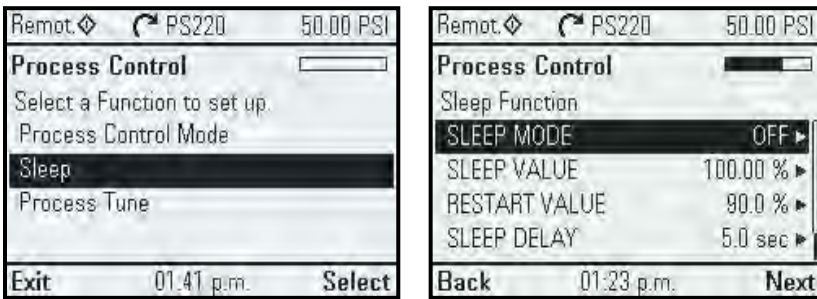 Remot. PS220 50.00 PSI
Process Control
Select a Function to set up.
Process Control Mode
Sleep
Process Tune
Exit 01:41 p.m. Select
Remot. PS220 50.00 PSI
Process Control
Sleep Function
SLEEP MODE OFF
SLEEP VALUE 100.00 %
RESTART VALUE 90.0 %
SLEEP DELAY 5.0 sec
Back 01:23 p.m. Next